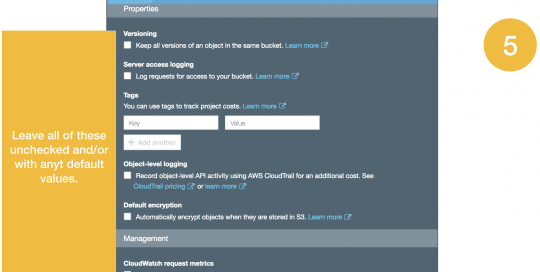 Properties
5
Versioning
Keep all versions of an object in the same bucket. Learn more
Server access logging
Log requests for access to your bucket. Learn more
Tags
You can use tags to track project costs. Learn more
Key
Value
+ Add another
Leave all of these
unchecked and/or
with anyt default
values.
Object-level logging
Record object-level API activity using AWS CloudTrail for an additional cost. See
CloudTrail pricing or learn more
Default encryption
Automatically encrypt objects when they are stored in S3. Learn more
Management
CloudWatch request metrics